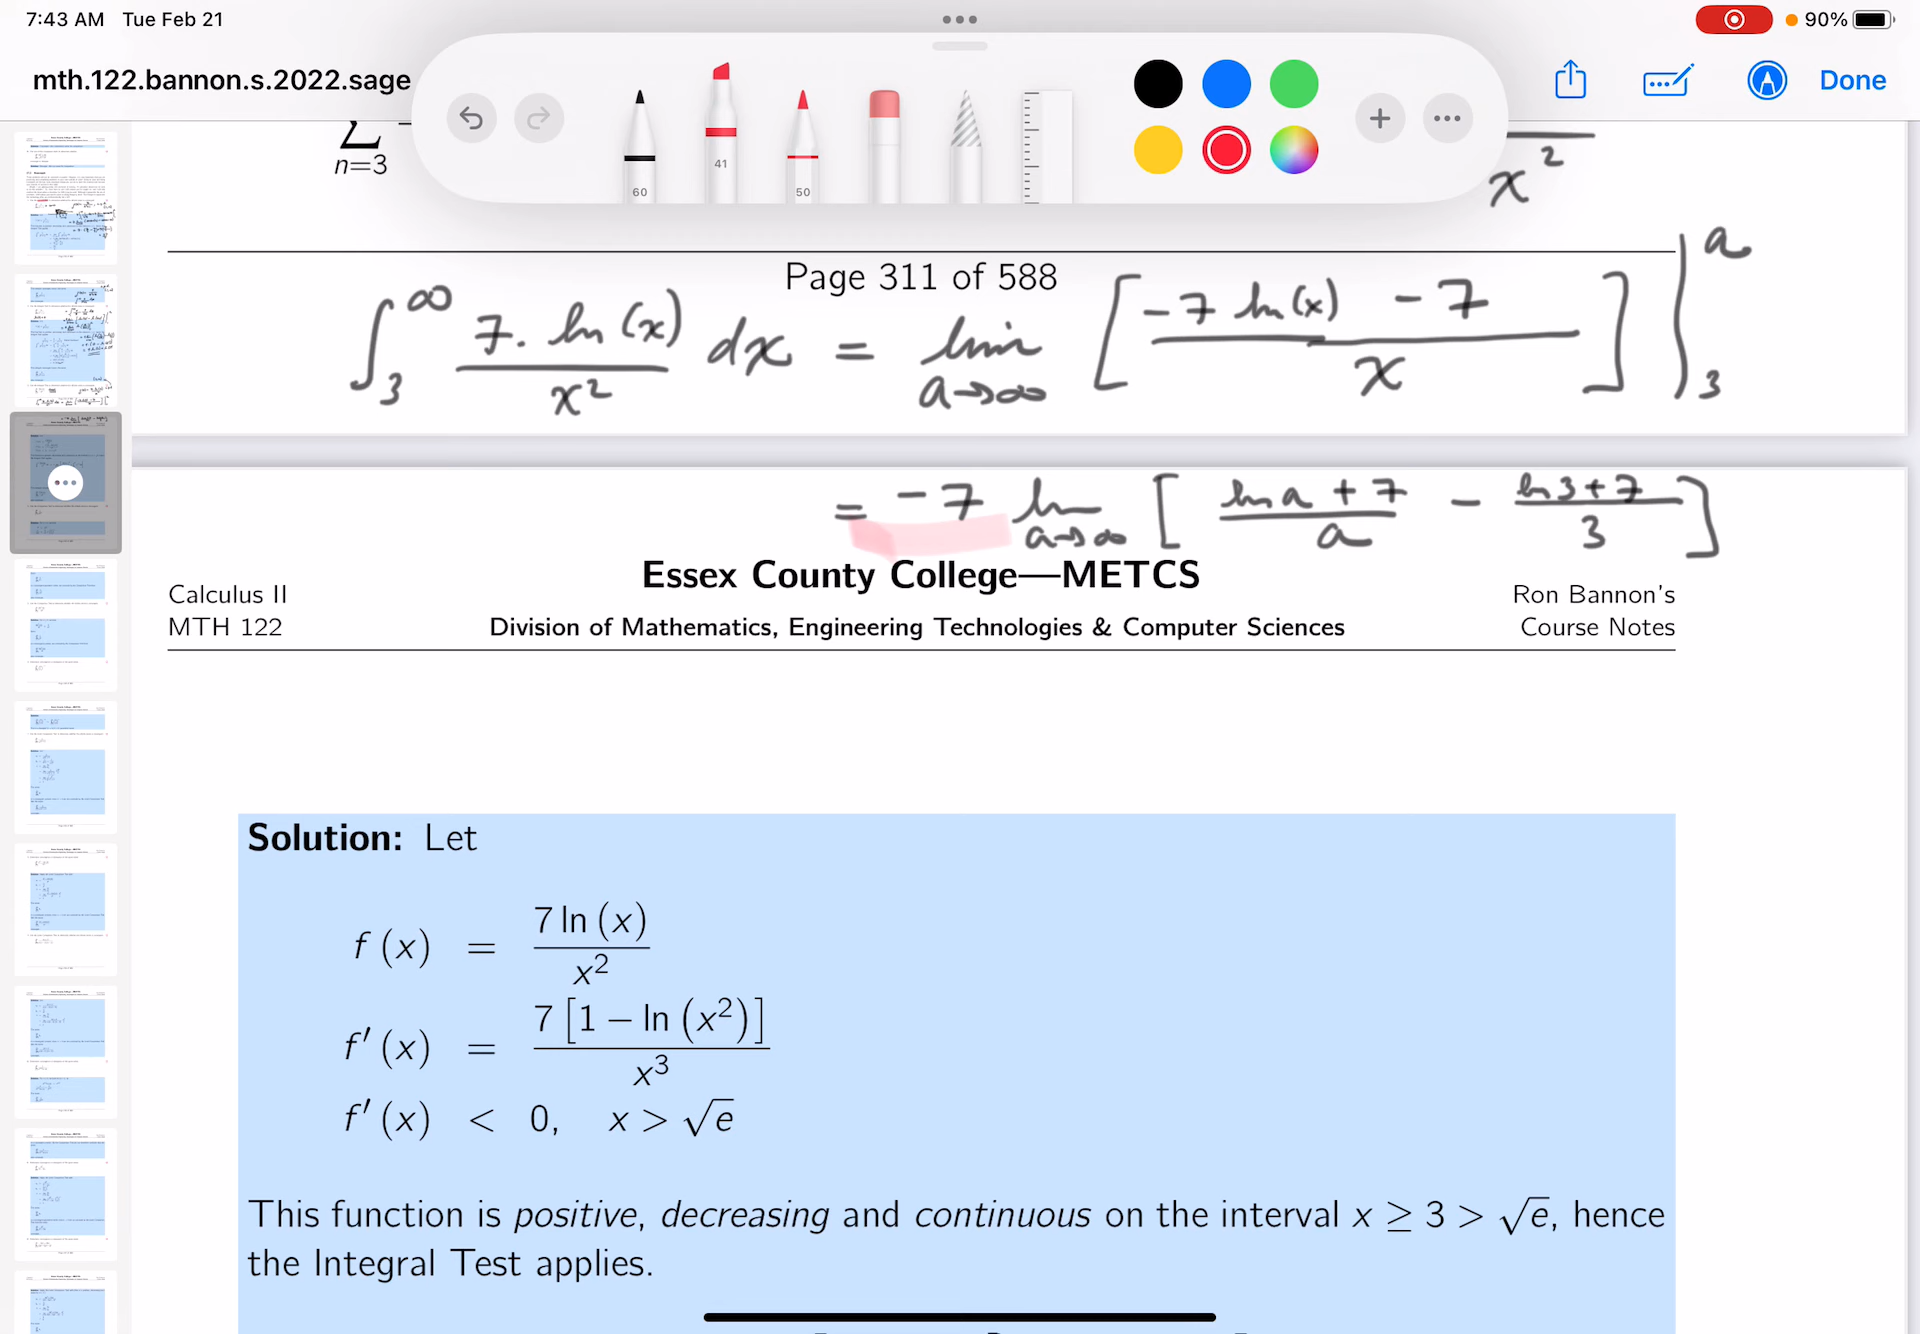 7:43 AM Tue Feb 21
90%
mth.122.bannon.s.2022.sage
Done
60
41
50
∑
n=3
x²
Page 311 of 588
∫₃^∞ 7·ln(x)/x² dx = lim a→∞ [(-7 ln(x) - 7)/x] |₃^a
= -7 lim a→∞ [(ln a + 7)/a - (ln 3 + 7)/3]
Essex County College—METCS
Calculus II
Ron Bannon's
MTH 122
Division of Mathematics, Engineering Technologies & Computer Sciences
Course Notes
Solution: Let
f (x) = 7 ln (x)/x²
f′ (x) = 7 [1 − ln (x²)]/x³
f′ (x) < 0, x > √e
This function is positive, decreasing and continuous on the interval x ≥ 3 > √e, hence
the Integral Test applies.